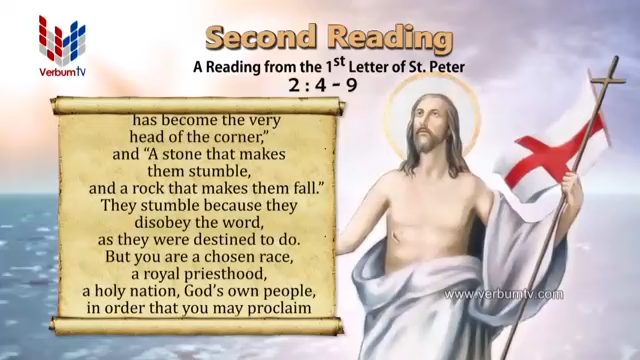 VerbumTV
Second Reading
A Reading from the 1st Letter of St. Peter
2 : 4 - 9
has become the very
head of the corner,”
and “A stone that makes
them stumble,
and a rock that makes them fall.”
They stumble because they
disobey the word,
as they were destined to do.
But you are a chosen race,
a royal priesthood,
a holy nation, God’s own people,
in order that you may proclaim
www.verbumtv.com